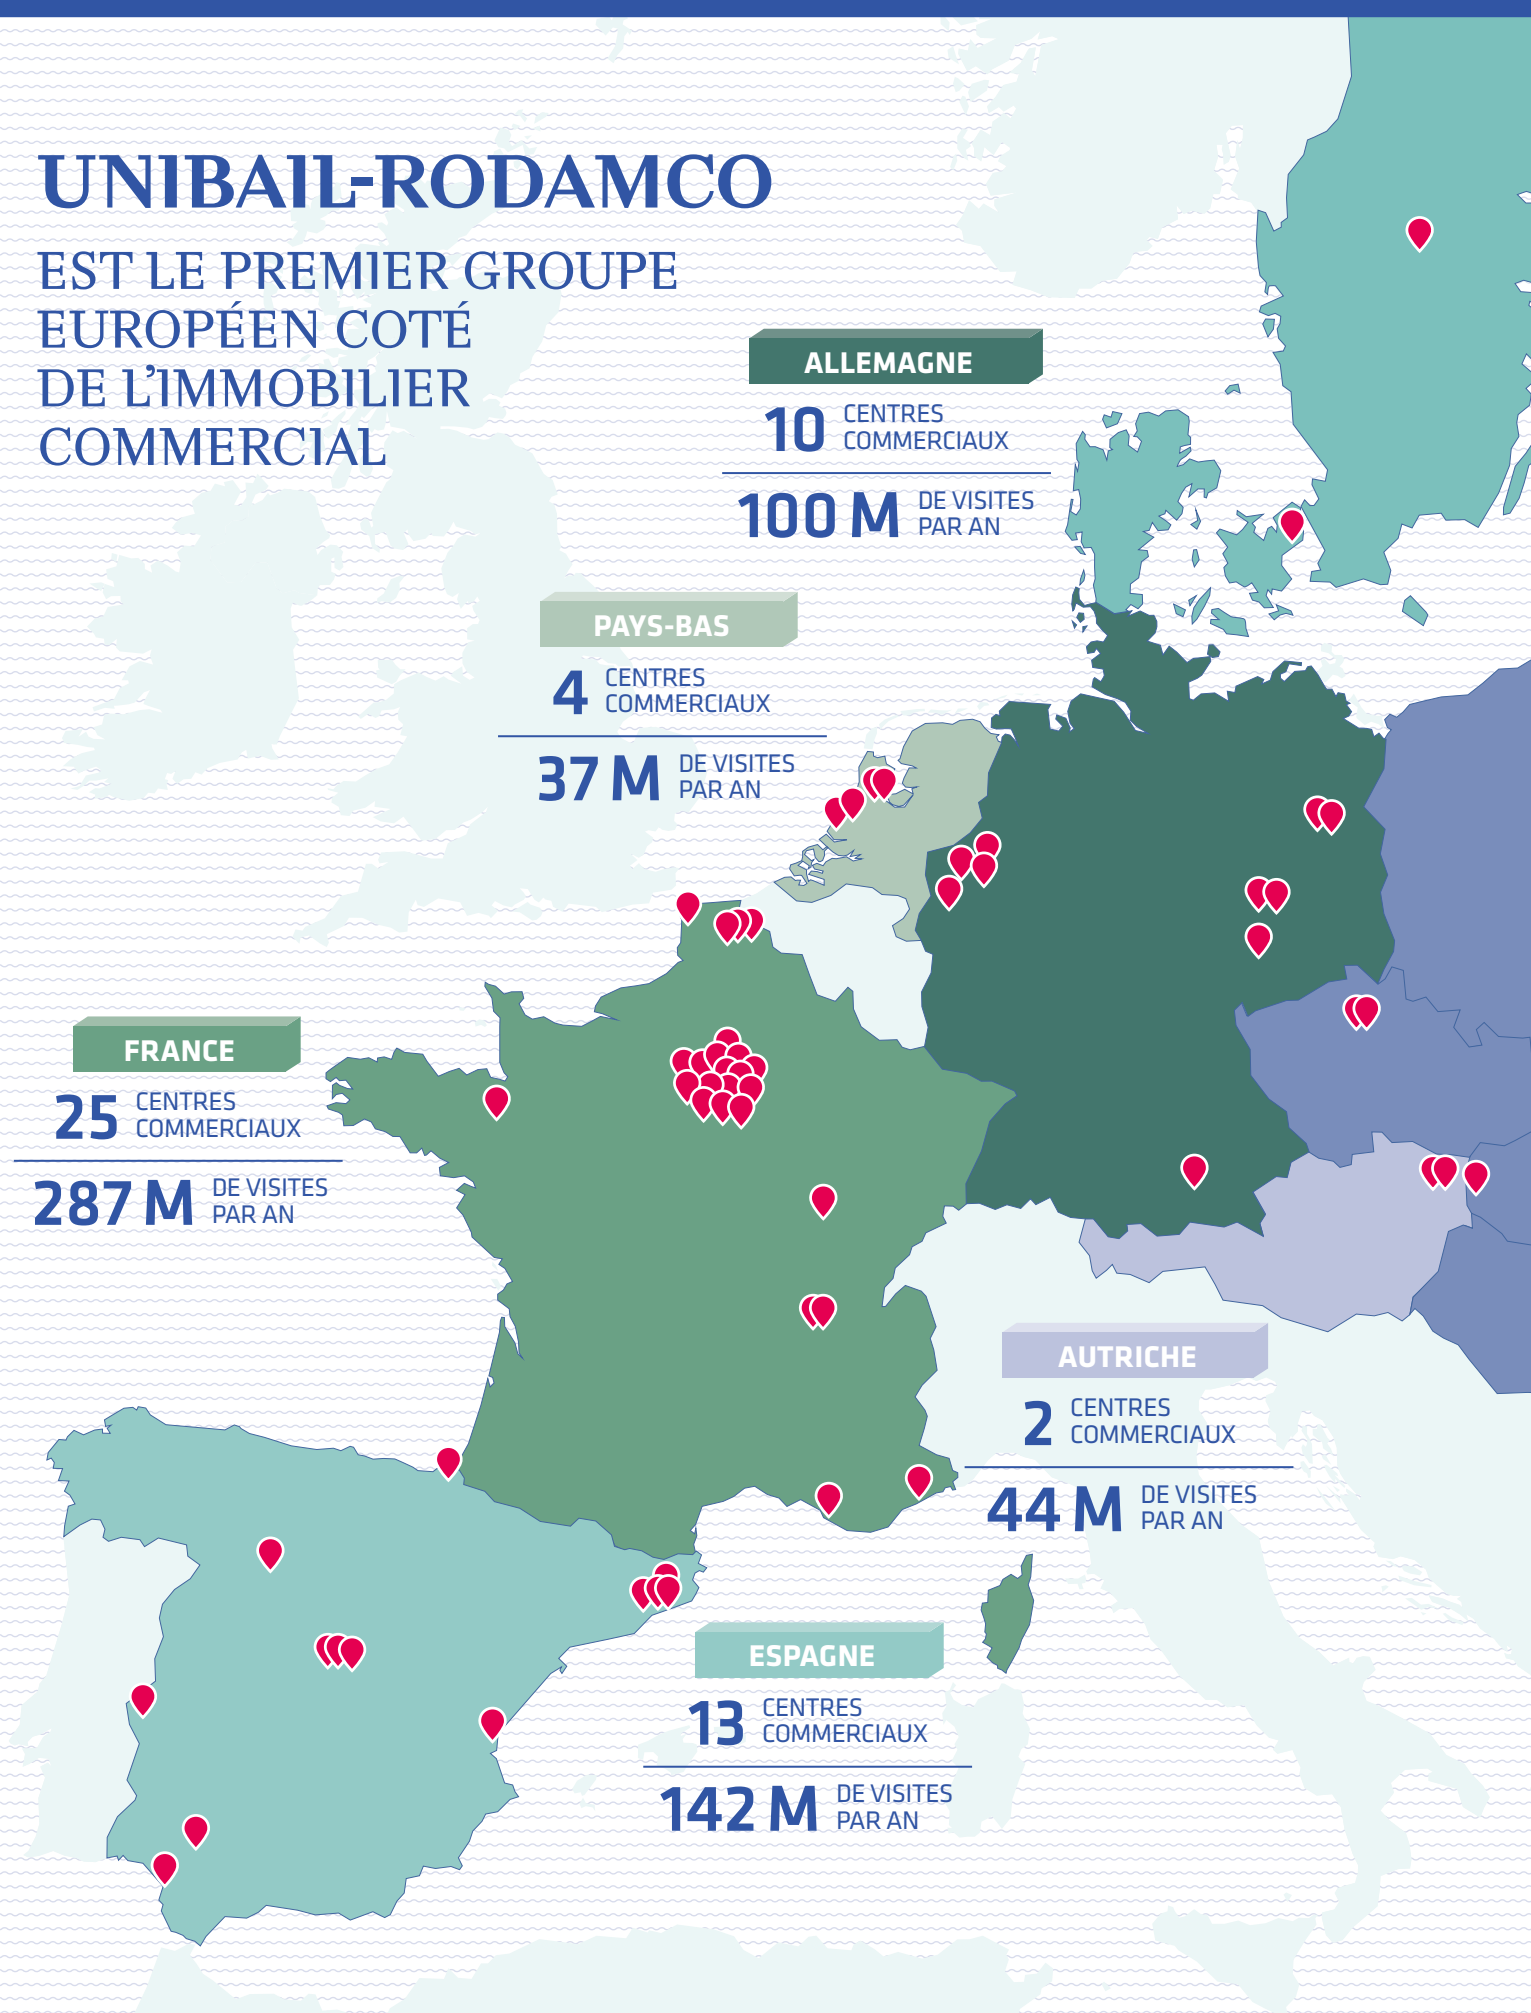 UNIBAIL-RODAMCO
EST LE PREMIER GROUPE
EUROPÉEN COTÉ
DE L’IMMOBILIER
COMMERCIAL
ALLEMAGNE
10 CENTRES
COMMERCIAUX
100 M DE VISITES
PAR AN
PAYS-BAS
4 CENTRES
COMMERCIAUX
37 M DE VISITES
PAR AN
FRANCE
25 CENTRES
COMMERCIAUX
287 M DE VISITES
PAR AN
AUTRICHE
2 CENTRES
COMMERCIAUX
44 M DE VISITES
PAR AN
ESPAGNE
13 CENTRES
COMMERCIAUX
142 M DE VISITES
PAR AN